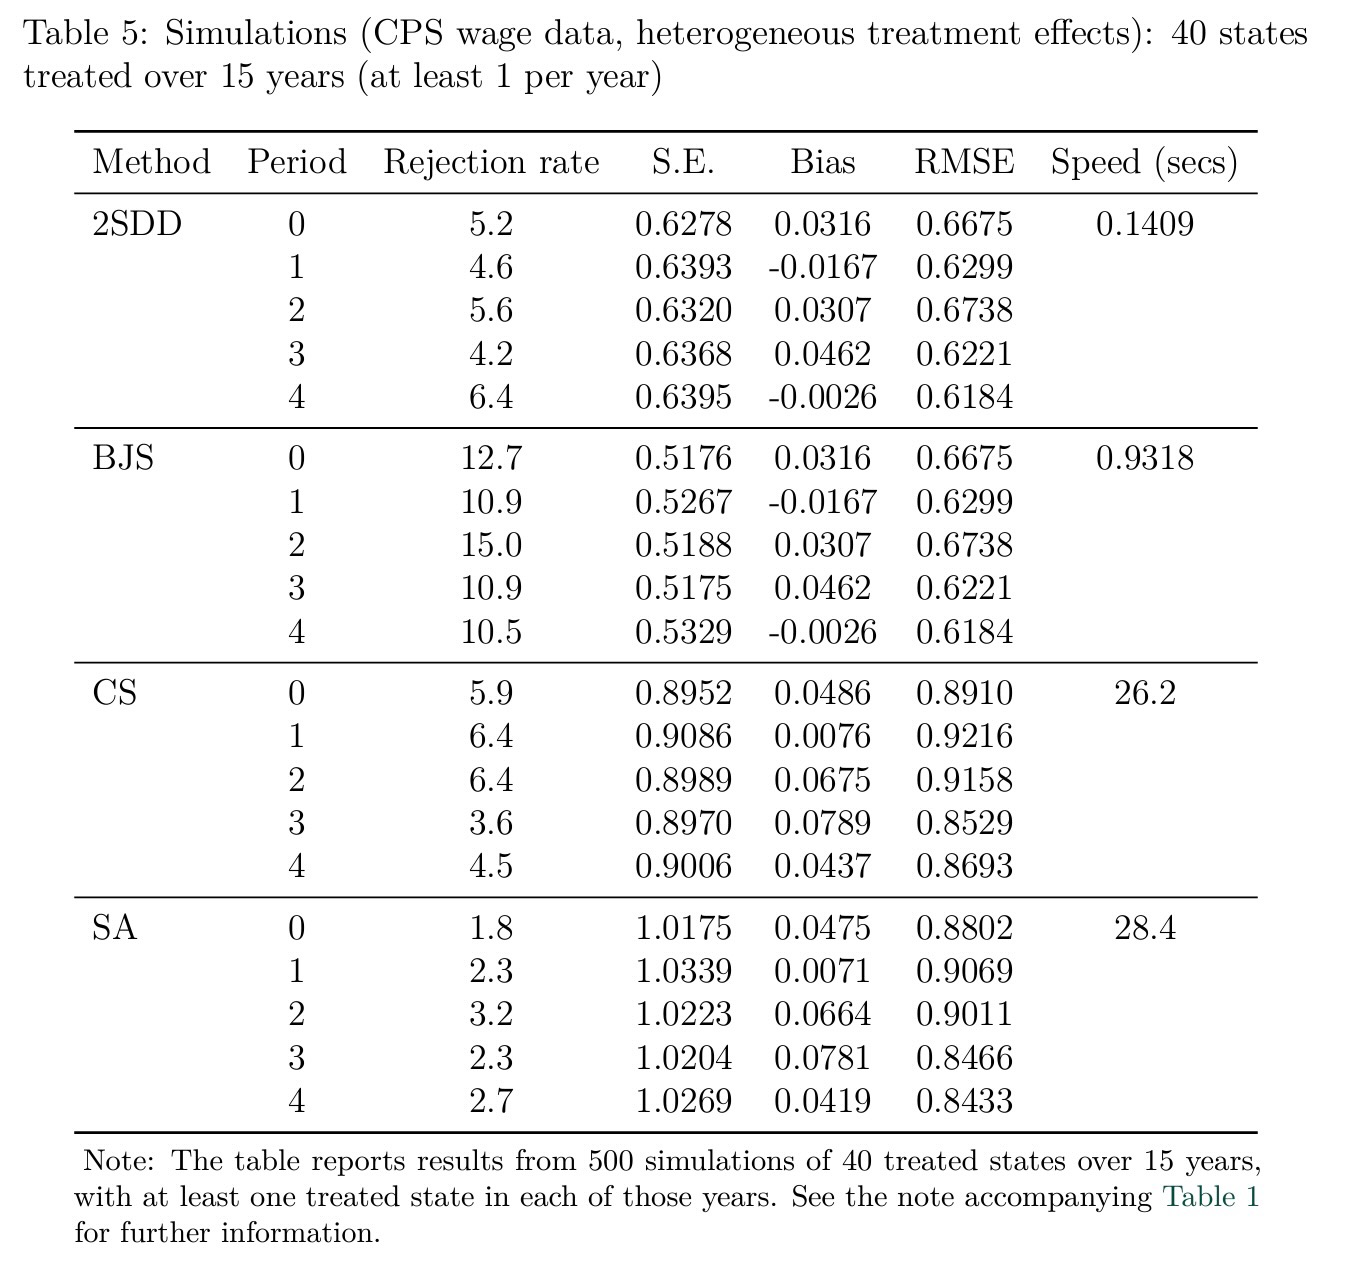 Table 5: Simulations (CPS wage data, heterogeneous treatment effects): 40 states
treated over 15 years (at least 1 per year)
Method Period Rejection rate S.E. Bias RMSE Speed (secs)
2SDD 0 5.2 0.6278 0.0316 0.6675 0.1409
1 4.6 0.6393 -0.0167 0.6299
2 5.6 0.6320 0.0307 0.6738
3 4.2 0.6368 0.0462 0.6221
4 6.4 0.6395 -0.0026 0.6184
BJS 0 12.7 0.5176 0.0316 0.6675 0.9318
1 10.9 0.5267 -0.0167 0.6299
2 15.0 0.5188 0.0307 0.6738
3 10.9 0.5175 0.0462 0.6221
4 10.5 0.5329 -0.0026 0.6184
CS 0 5.9 0.8952 0.0486 0.8910 26.2
1 6.4 0.9086 0.0076 0.9216
2 6.4 0.8989 0.0675 0.9158
3 3.6 0.8970 0.0789 0.8529
4 4.5 0.9006 0.0437 0.8693
SA 0 1.8 1.0175 0.0475 0.8802 28.4
1 2.3 1.0339 0.0071 0.9069
2 3.2 1.0223 0.0664 0.9011
3 2.3 1.0204 0.0781 0.8466
4 2.7 1.0269 0.0419 0.8433
Note: The table reports results from 500 simulations of 40 treated states over 15 years,
with at least one treated state in each of those years. See the note accompanying Table 1
for further information.